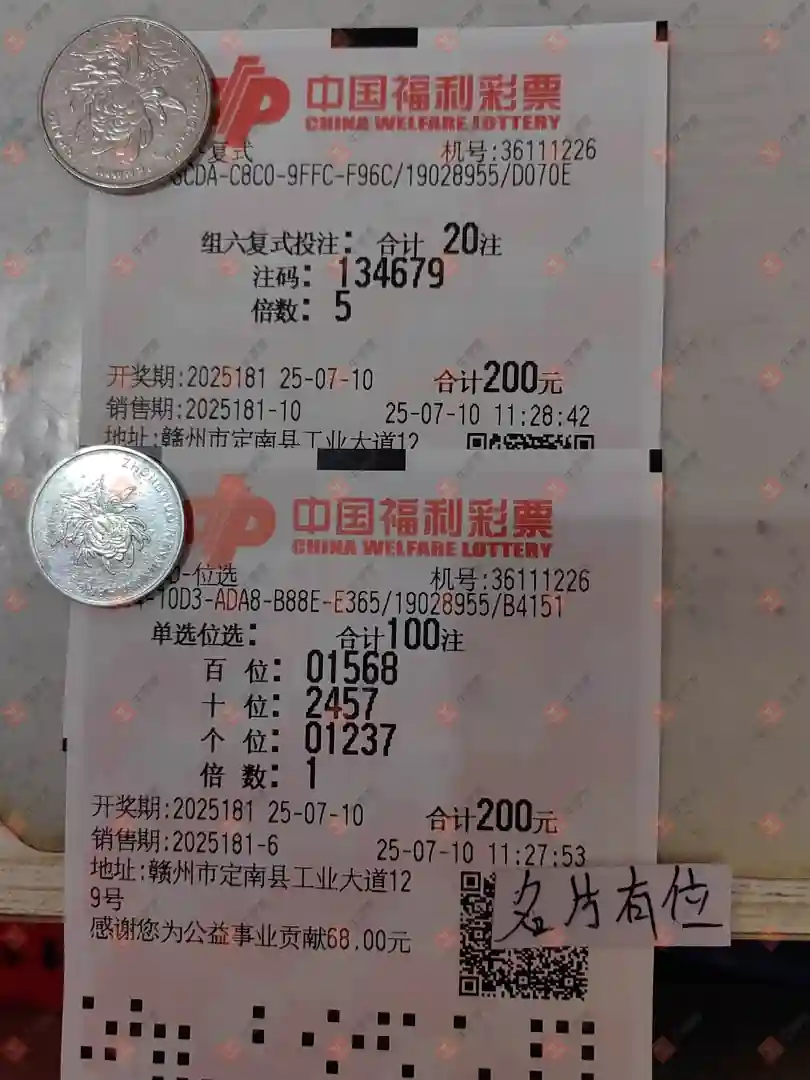 中国福利彩票
CHINA WELFARE LOTTERY
复式 机号:36111226
CDA-C8C0-9FFC-F96C/19028955/D070E
组六复式投注: 合计 20注
注码: 134679
倍数: 5
开奖期:2025181 25-07-10 合计200元
销售期:2025181-10 25-07-10 11:28:42
地址:赣州市定南县工业大道12
中国福利彩票
CHINA WELFARE LOTTERY
-位选 机号:36111226
-10D3-ADA8-B88E-E365/19028955/B4151
单选位选: 合计100注
百 位: 01568
十 位: 2457
个 位: 01237
倍 数: 1
开奖期:2025181 25-07-10 合计200元
销售期:2025181-6 25-07-10 11:27:53
地址:赣州市定南县工业大道12
9号
感谢您为公益事业贡献68.00元
名片有位